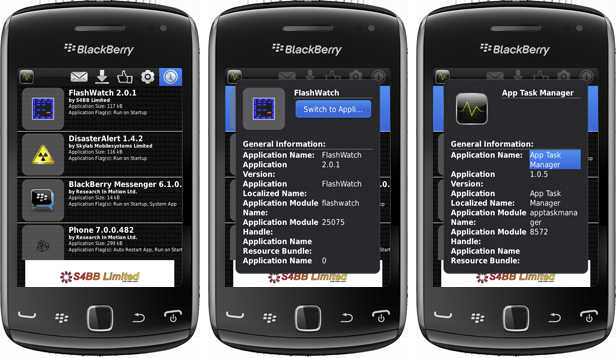 BlackBerry
FlashWatch 2.0.1
by S4BB Limited
Application Size: 117 kB
Application Flag(s): Run on Startup
DisasterAlert 1.4.2
by Skylab Mobilesystems Limited
Application Size: 116 kB
Application Flag(s): Run on Startup
BlackBerry Messenger 6.1.0.
by Research In Motion Ltd.
Application Size: 14 kB
Application Flag(s): Run on Startup, System App
Phone 7.0.0.482
by Research In Motion Ltd.
Application Size: 299 kB
Application Flag(s): Auto Restart App, Run on Start
S4BB Limited
BlackBerry
FlashWatch
Switch to Appli...
General Information:
Application Name: FlashWatch
Application 2.0.1
Version:
Application FlashWatch
Localized Name:
Application Module flashwatch
Name:
Application Module 25075
Handle:
Application Name
Resource Bundle:
Application Name 0
S4BB Limited
BlackBerry
App Task Manager
General Information:
Application Name: App Task
Manager
Application 1.0.5
Version:
Application App Task
Localized Name: Manager
Application Module apptaskmana
Name: ger
Application Module 8572
Handle:
Application Name
Resource Bundle:
S4BB Limited